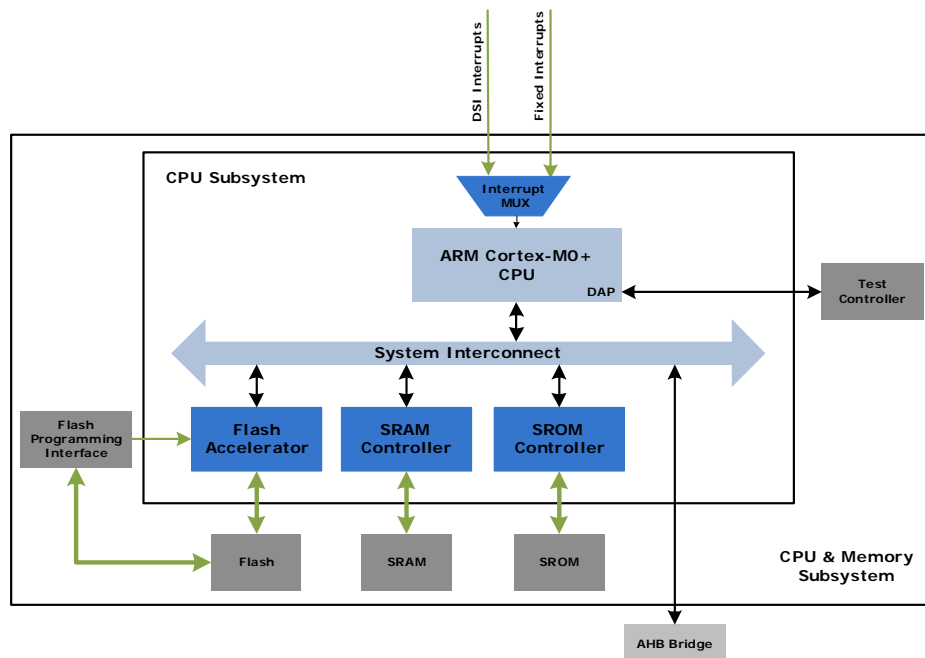 DSI Interrupts
Fixed Interrupts
CPU Subsystem
Interrupt
MUX
ARM Cortex-M0+
CPU
DAP
Test
Controller
System Interconnect
Flash
Programming
Interface
Flash
Accelerator
SRAM
Controller
SROM
Controller
Flash
SRAM
SROM
CPU & Memory
Subsystem
AHB Bridge